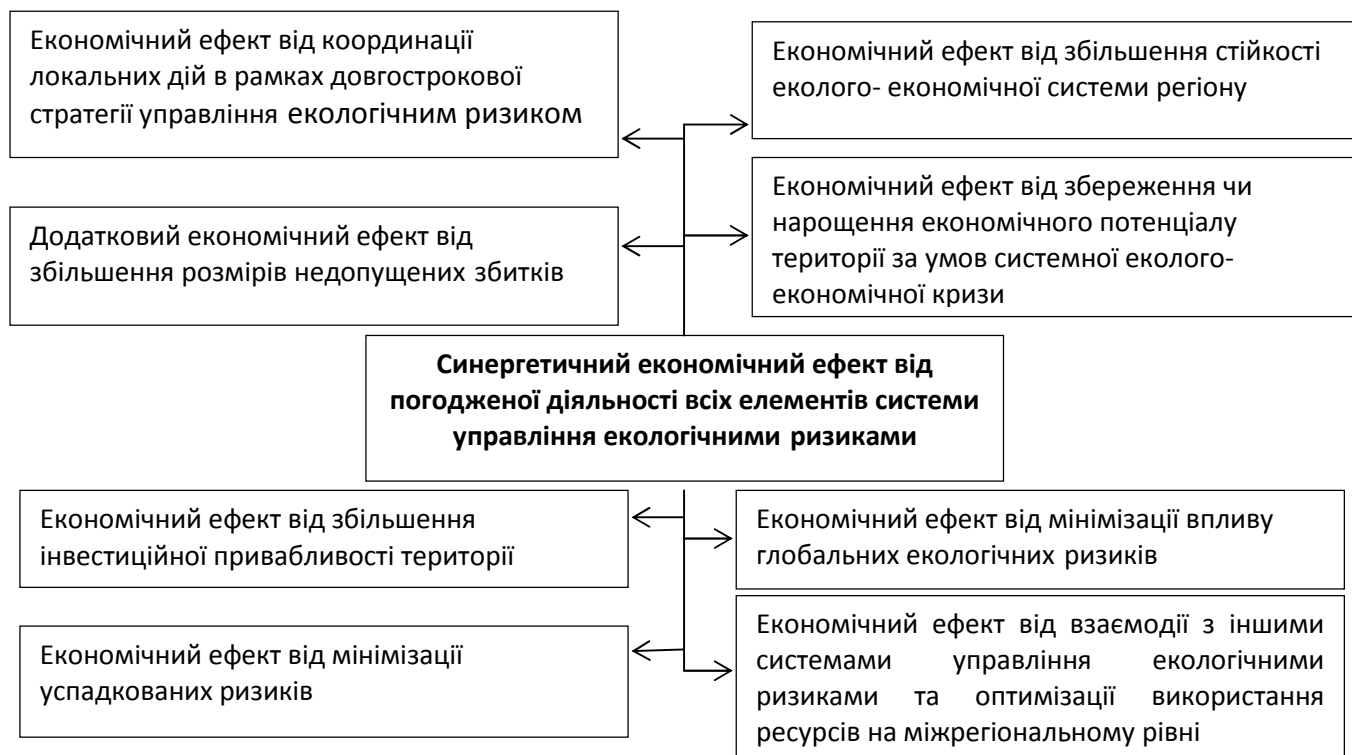 Економічний ефект від координації
локальних дій в рамках довгострокової
стратегії управління екологічним ризиком
Економічний ефект від збільшення стійкості
еколого- економічної системи регіону
Додатковий економічний ефект від
збільшення розмірів недопущених збитків
Економічний ефект від збереження чи
нарощення економічного потенціалу
території за умов системної еколого-
економічної кризи
Синергетичний економічний ефект від
погодженої діяльності всіх елементів системи
управління екологічними ризиками
Економічний ефект від збільшення
інвестиційної привабливості території
Економічний ефект від мінімізації впливу
глобальних екологічних ризиків
Економічний ефект від мінімізації
успадкованих ризиків
Економічний ефект від взаємодії з іншими
системами управління екологічними
ризиками та оптимізації використання
ресурсів на міжрегіональному рівні